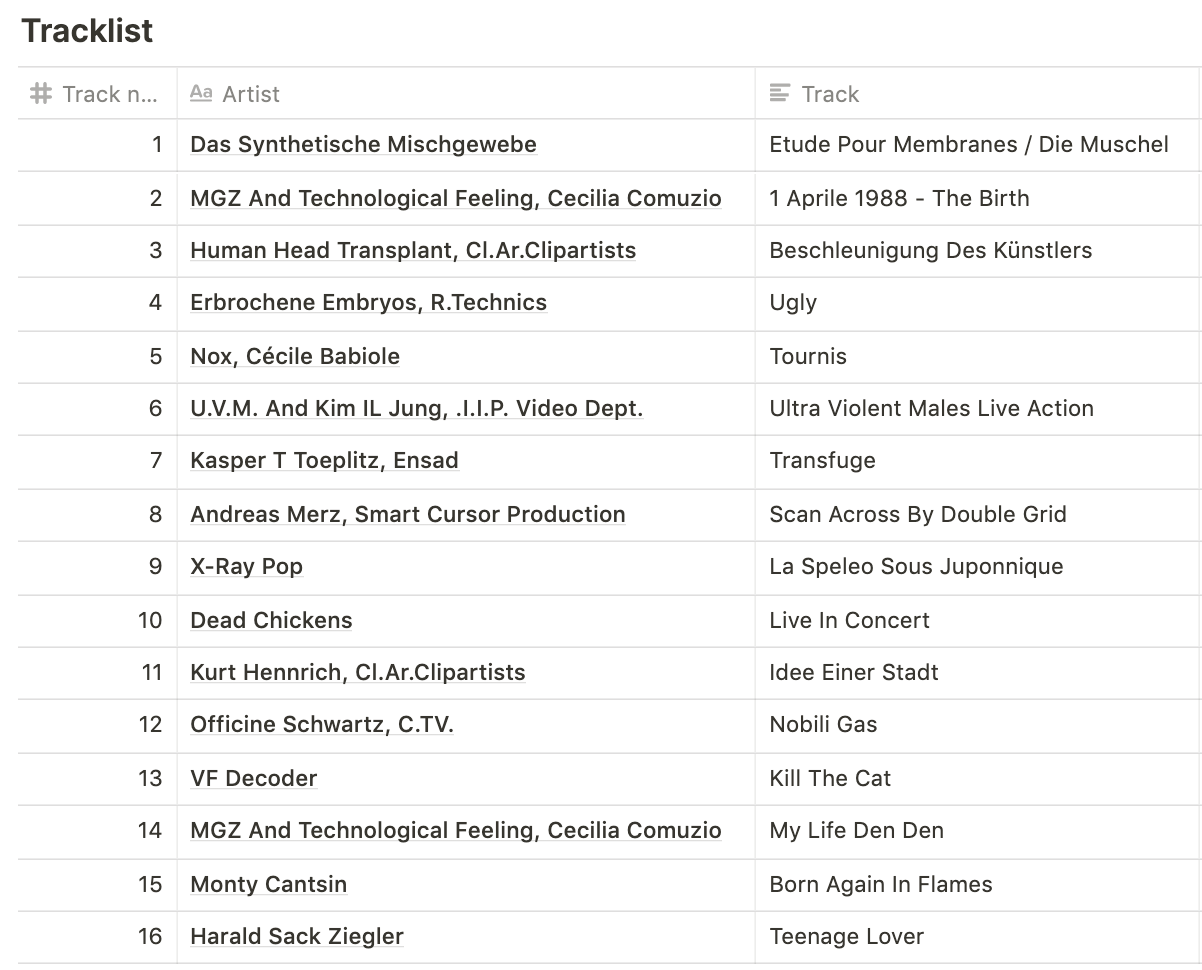 Tracklist
Track n... Aa Artist Track
1 Das Synthetische Mischgewebe Etude Pour Membranes / Die Muschel
2 MGZ And Technological Feeling, Cecilia Comuzio 1 Aprile 1988 - The Birth
3 Human Head Transplant, Cl.Ar.Clipartists Beschleunigung Des Künstlers
4 Erbrochene Embryos, R.Technics Ugly
5 Nox, Cécile Babiole Tournis
6 U.V.M. And Kim IL Jung, .I.I.P. Video Dept. Ultra Violent Males Live Action
7 Kasper T Toeplitz, Ensad Transfuge
8 Andreas Merz, Smart Cursor Production Scan Across By Double Grid
9 X-Ray Pop La Speleo Sous Juponnique
10 Dead Chickens Live In Concert
11 Kurt Hennrich, Cl.Ar.Clipartists Idee Einer Stadt
12 Officine Schwartz, C.TV. Nobili Gas
13 VF Decoder Kill The Cat
14 MGZ And Technological Feeling, Cecilia Comuzio My Life Den Den
15 Monty Cantsin Born Again In Flames
16 Harald Sack Ziegler Teenage Lover